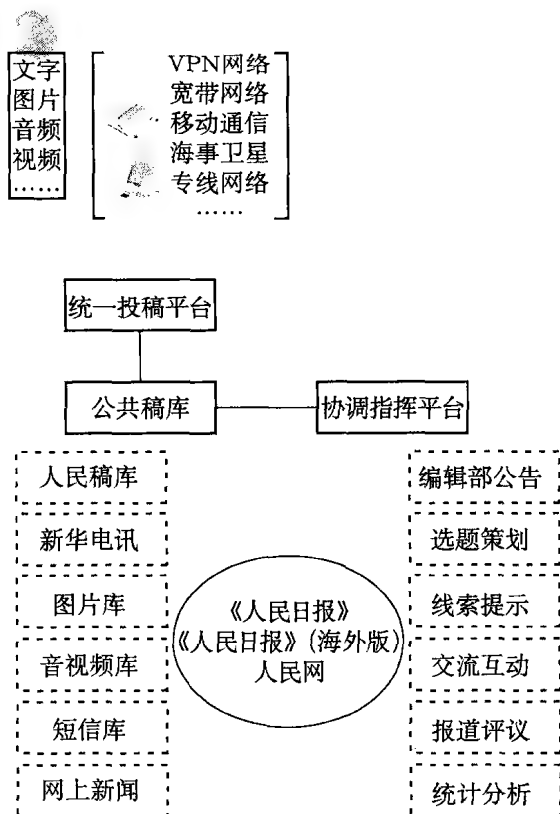 文字
图片
音频
视频
……
VPN网络
宽带网络
移动通信
海事卫星
专线网络
……
统一投稿平台
公共稿库
协调指挥平台
人民稿库
新华电讯
图片库
音视频库
短信库
网上新闻
《人民日报》
《人民日报》(海外版)
人民网
编辑部公告
选题策划
线索提示
交流互动
报道评议
统计分析